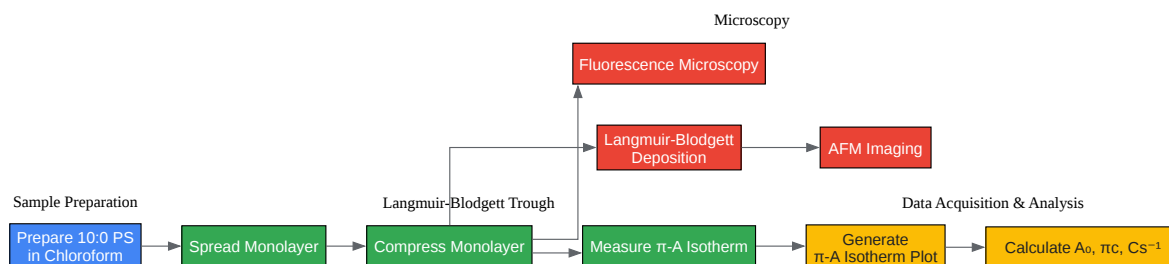 Microscopy
Fluorescence Microscopy
Langmuir-Blodgett
Deposition
AFM Imaging
Sample Preparation
Langmuir-Blodgett Trough
Data Acquisition & Analysis
Prepare 10:0 PS
in Chloroform
Spread Monolayer
Compress Monolayer
Measure π-A Isotherm
Generate
π-A Isotherm Plot
Calculate A₀, πc, Cs⁻¹